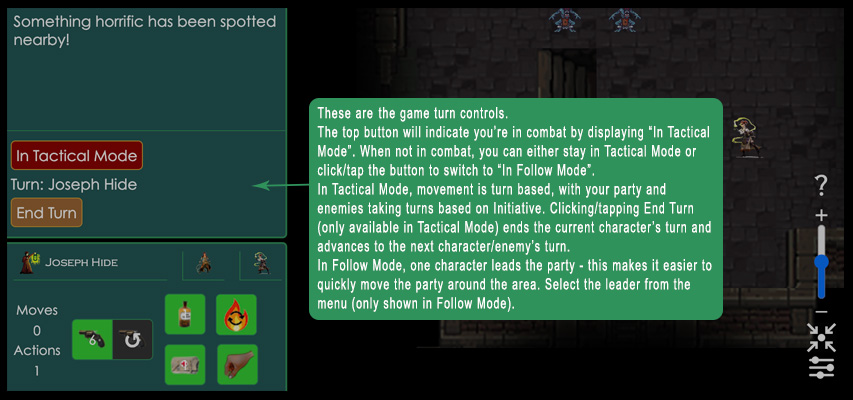 Something horrific has been spotted
nearby!
In Tactical Mode
Turn: Joseph Hide
End Turn
These are the game turn controls.
The top button will indicate you're in combat by displaying “In Tactical
Mode”. When not in combat, you can either stay in Tactical Mode or
click/tap the button to switch to “In Follow Mode”.
In Tactical Mode, movement is turn based, with your party and
enemies taking turns based on Initiative. Clicking/tapping End Turn
(only available in Tactical Mode) ends the current character's turn and
advances to the next character/enemy's turn.
In Follow Mode, one character leads the party - this makes it easier to
quickly move the party around the area. Select the leader from the
menu (only shown in Follow Mode).
Joseph Hide
Moves
0
Actions
1
6
?
+
−